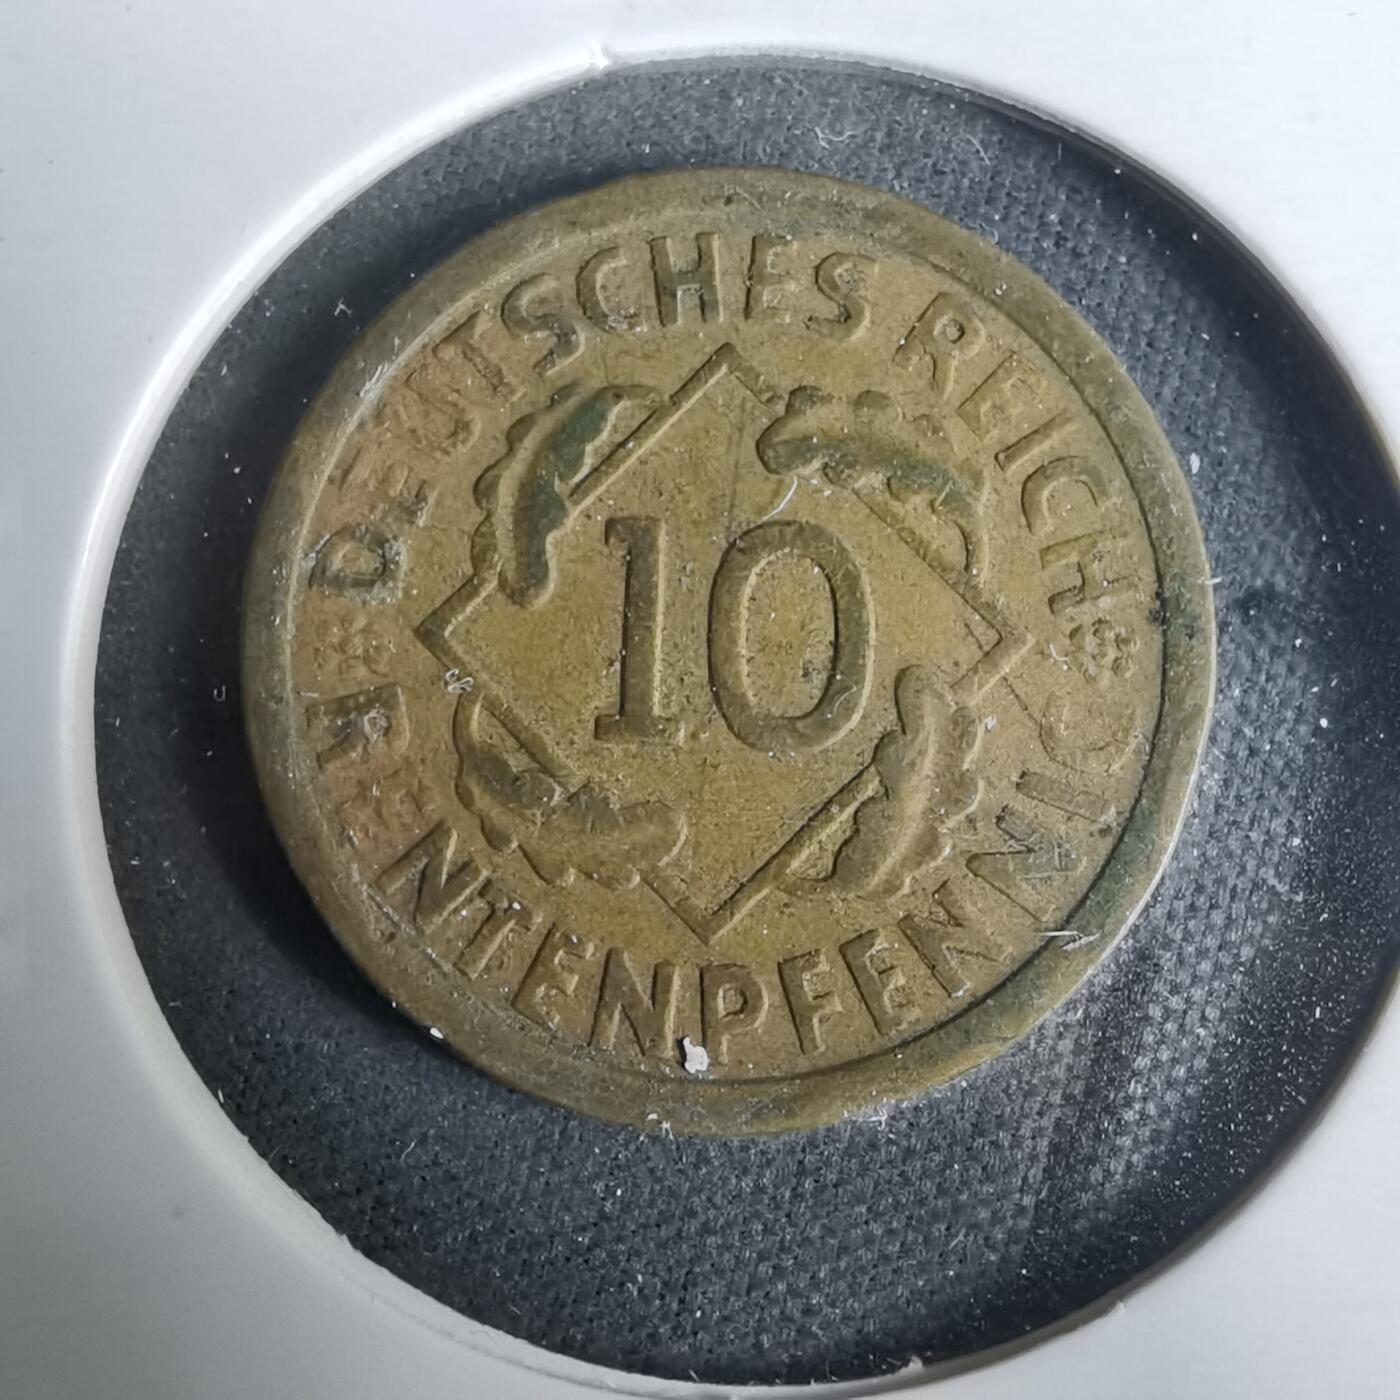 DEUTSCHES REICH
10
RENTENPFENNIG